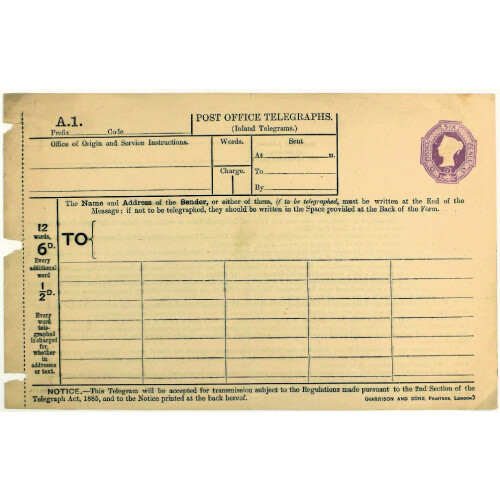 A.1.
POST OFFICE TELEGRAPHS.
Prefix Code
(Inland Telegrams.)
Office of Origin and Service Instructions.
Words.
Sent
At M.
Charge.
To
By
SIX PENCE
The Name and Address of the Sender, or either of them, if to be telegraphed, must be written at the End of the
Message: if not to be telegraphed, they should be written in the Space provided at the Back of the Form.
12
words,
6D.
Every
additional
word
½D.
Every
word
tele-
graphed
is charged
for,
whether
in
addresses
or text.
TO
NOTICE.—This Telegram will be accepted for transmission subject to the Regulations made pursuant to the 2nd Section of the
Telegraph Act, 1885, and to the Notice printed at the back hereof.
HARRISON AND SONS, PRINTERS, LONDON